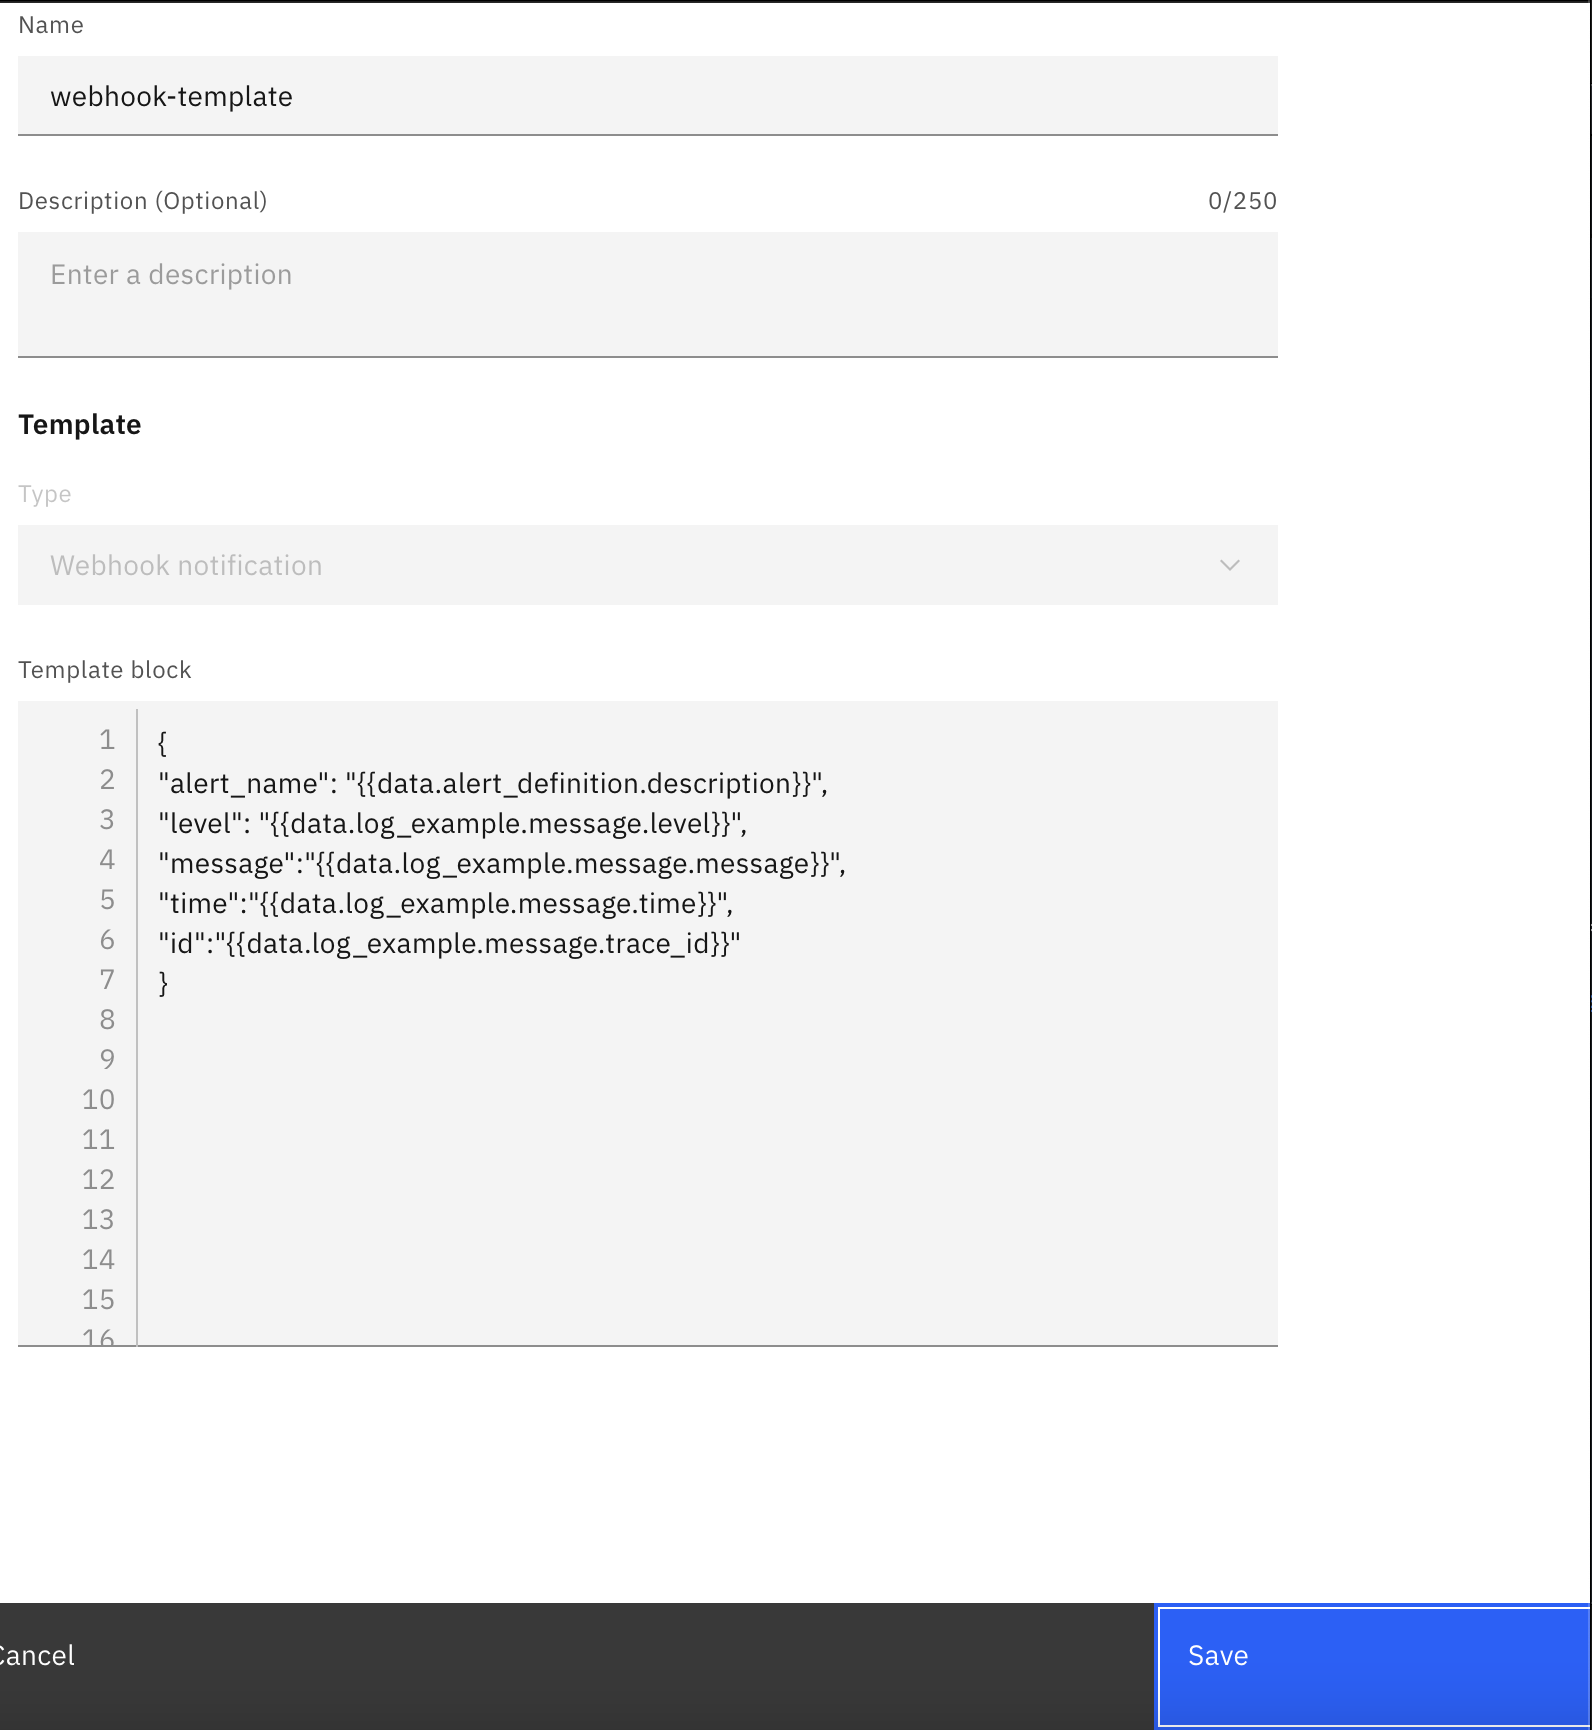 Name
webhook-template
Description (Optional) 0/250
Enter a description
Template
Type
Webhook notification
Template block
1 {
2 "alert_name": "{{data.alert_definition.description}}",
3 "level": "{{data.log_example.message.level}}",
4 "message":"{{data.log_example.message.message}}",
5 "time":"{{data.log_example.message.time}}",
6 "id":"{{data.log_example.message.trace_id}}"
7 }
8
9
10
11
12
13
14
15
16
Cancel Save